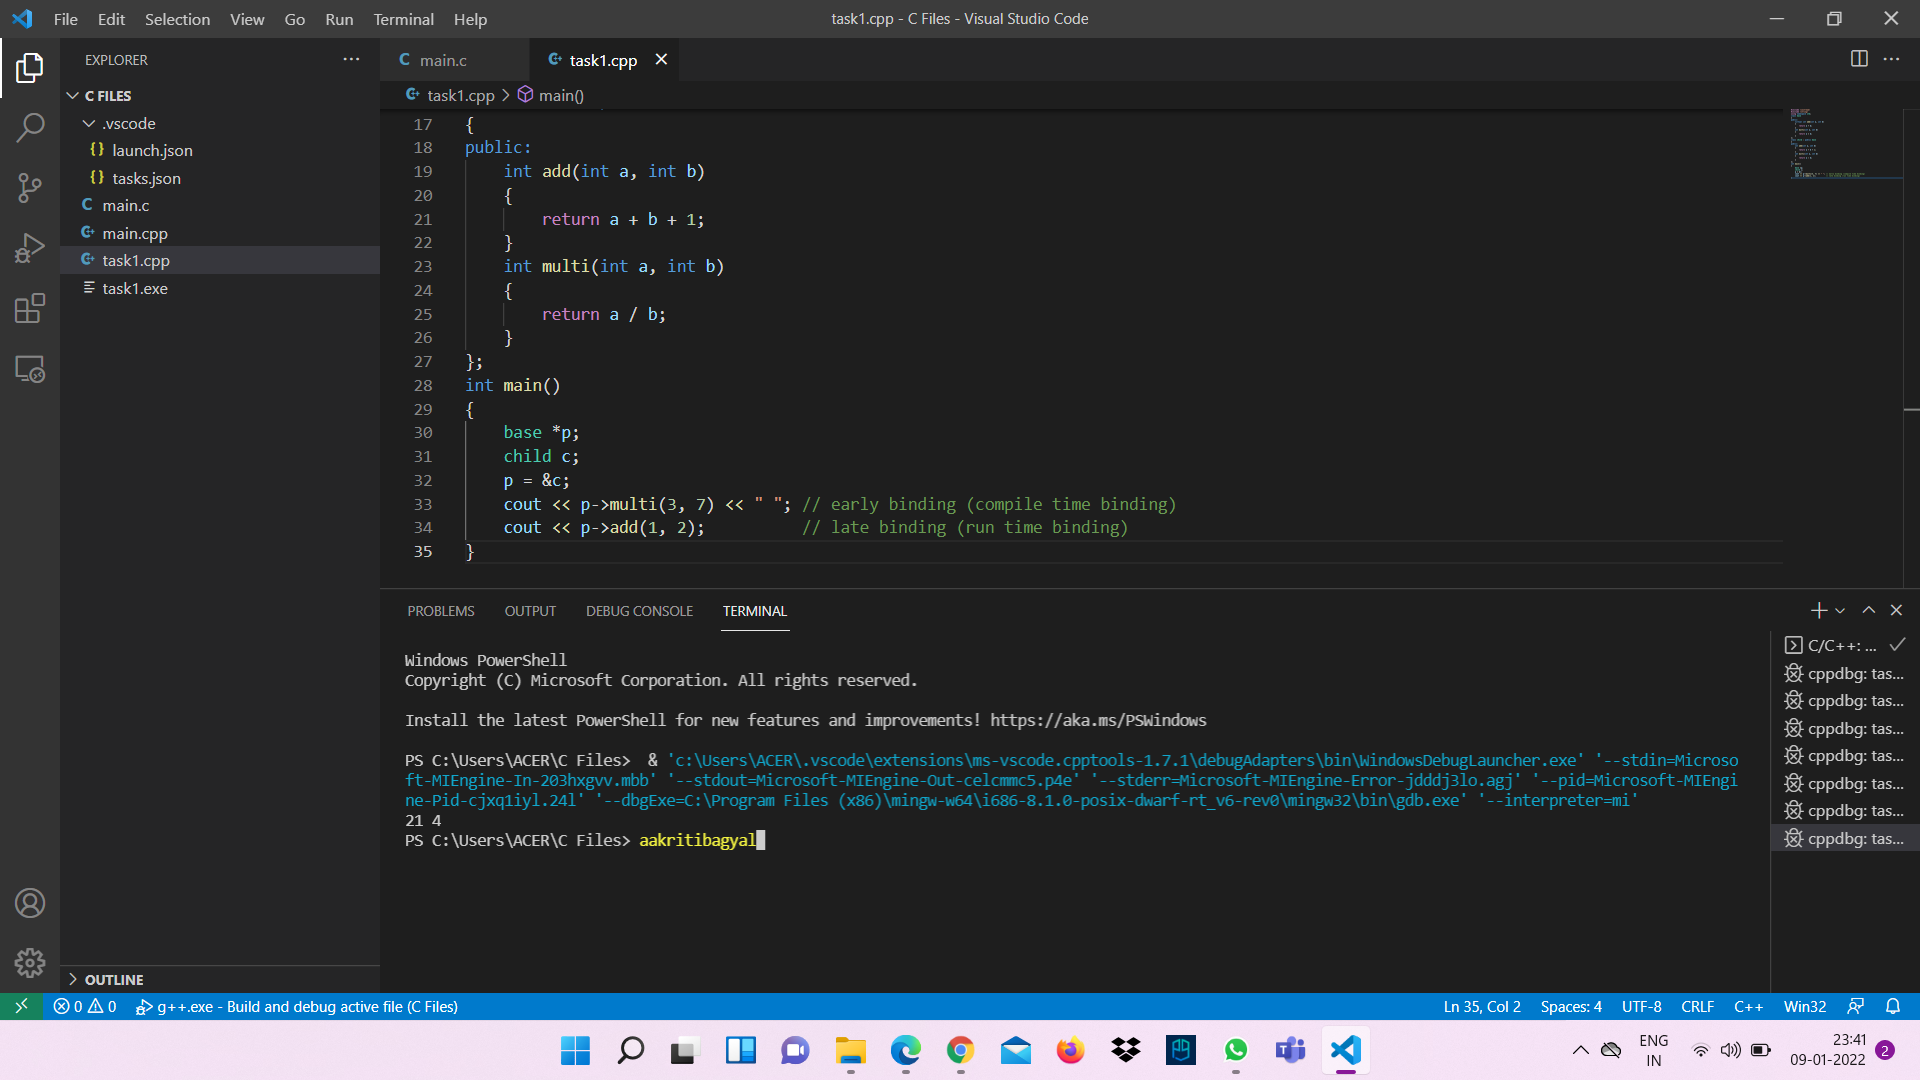 File Edit Selection View Go Run Terminal Help
task1.cpp - C Files - Visual Studio Code
EXPLORER
C FILES
.vscode
{} launch.json
{} tasks.json
C main.c
main.cpp
task1.cpp
task1.exe
OUTLINE
C main.c
task1.cpp
task1.cpp > main()
17 {
18 public:
19 int add(int a, int b)
20 {
21 return a + b + 1;
22 }
23 int multi(int a, int b)
24 {
25 return a / b;
26 }
27 };
28 int main()
29 {
30 base *p;
31 child c;
32 p = &c;
33 cout << p->multi(3, 7) << " "; // early binding (compile time binding)
34 cout << p->add(1, 2); // late binding (run time binding)
35 }
PROBLEMS OUTPUT DEBUG CONSOLE TERMINAL
Windows PowerShell
Copyright (C) Microsoft Corporation. All rights reserved.
Install the latest PowerShell for new features and improvements! https://aka.ms/PSWindows
PS C:\Users\ACER\C Files> & 'c:\Users\ACER\.vscode\extensions\ms-vscode.cpptools-1.7.1\debugAdapters\bin\WindowsDebugLauncher.exe' '--stdin=Microso
ft-MIEngine-In-203hxgvv.mbb' '--stdout=Microsoft-MIEngine-Out-celcmmc5.p4e' '--stderr=Microsoft-MIEngine-Error-jdddj3lo.agj' '--pid=Microsoft-MIEngi
ne-Pid-cjxq1iyl.24l' '--dbgExe=C:\Program Files (x86)\mingw-w64\i686-8.1.0-posix-dwarf-rt_v6-rev0\mingw32\bin\gdb.exe' '--interpreter=mi'
21 4
PS C:\Users\ACER\C Files> aakritibagyal
C/C++: ...
cppdbg: tas...
cppdbg: tas...
cppdbg: tas...
cppdbg: tas...
cppdbg: tas...
cppdbg: tas...
cppdbg: tas...
0 0 g++.exe - Build and debug active file (C Files)
Ln 35, Col 2 Spaces: 4 UTF-8 CRLF C++ Win32
ENG
IN
23:41
09-01-2022
2